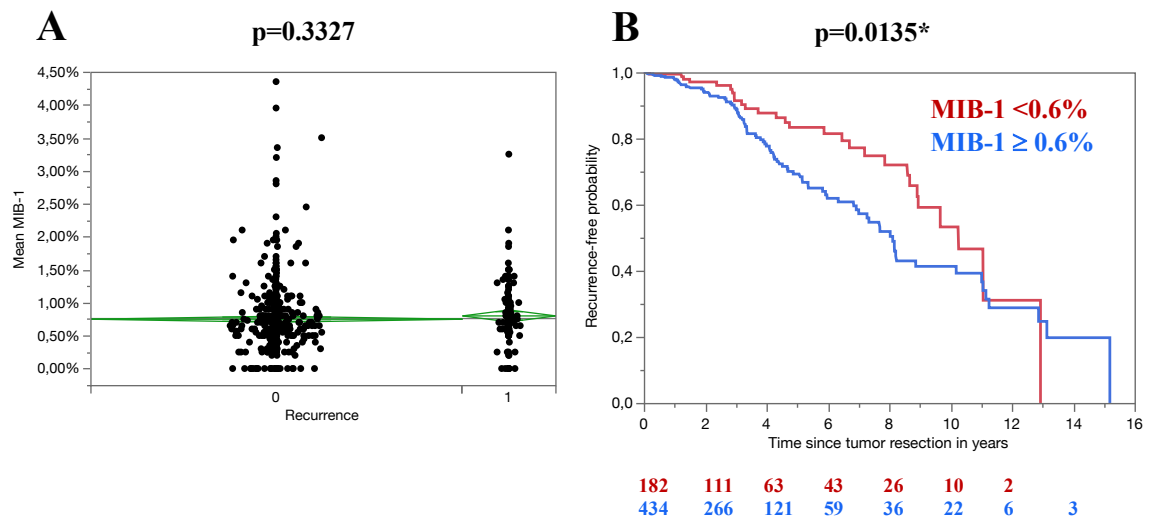 A
p=0.3327
4,50%
4,00%
3,50%
3,00%
2,50%
2,00%
1,50%
1,00%
0,50%
0,00%
Mean MIB-1
0 1
Recurrence
B
p=0.0135*
MIB-1 <0.6%
MIB-1 ≥ 0.6%
1,0
0,8
0,6
0,4
0,2
0,0
Recurrence-free probability
0 2 4 6 8 10 12 14 16
Time since tumor resection in years
182 111 63 43 26 10 2
434 266 121 59 36 22 6 3